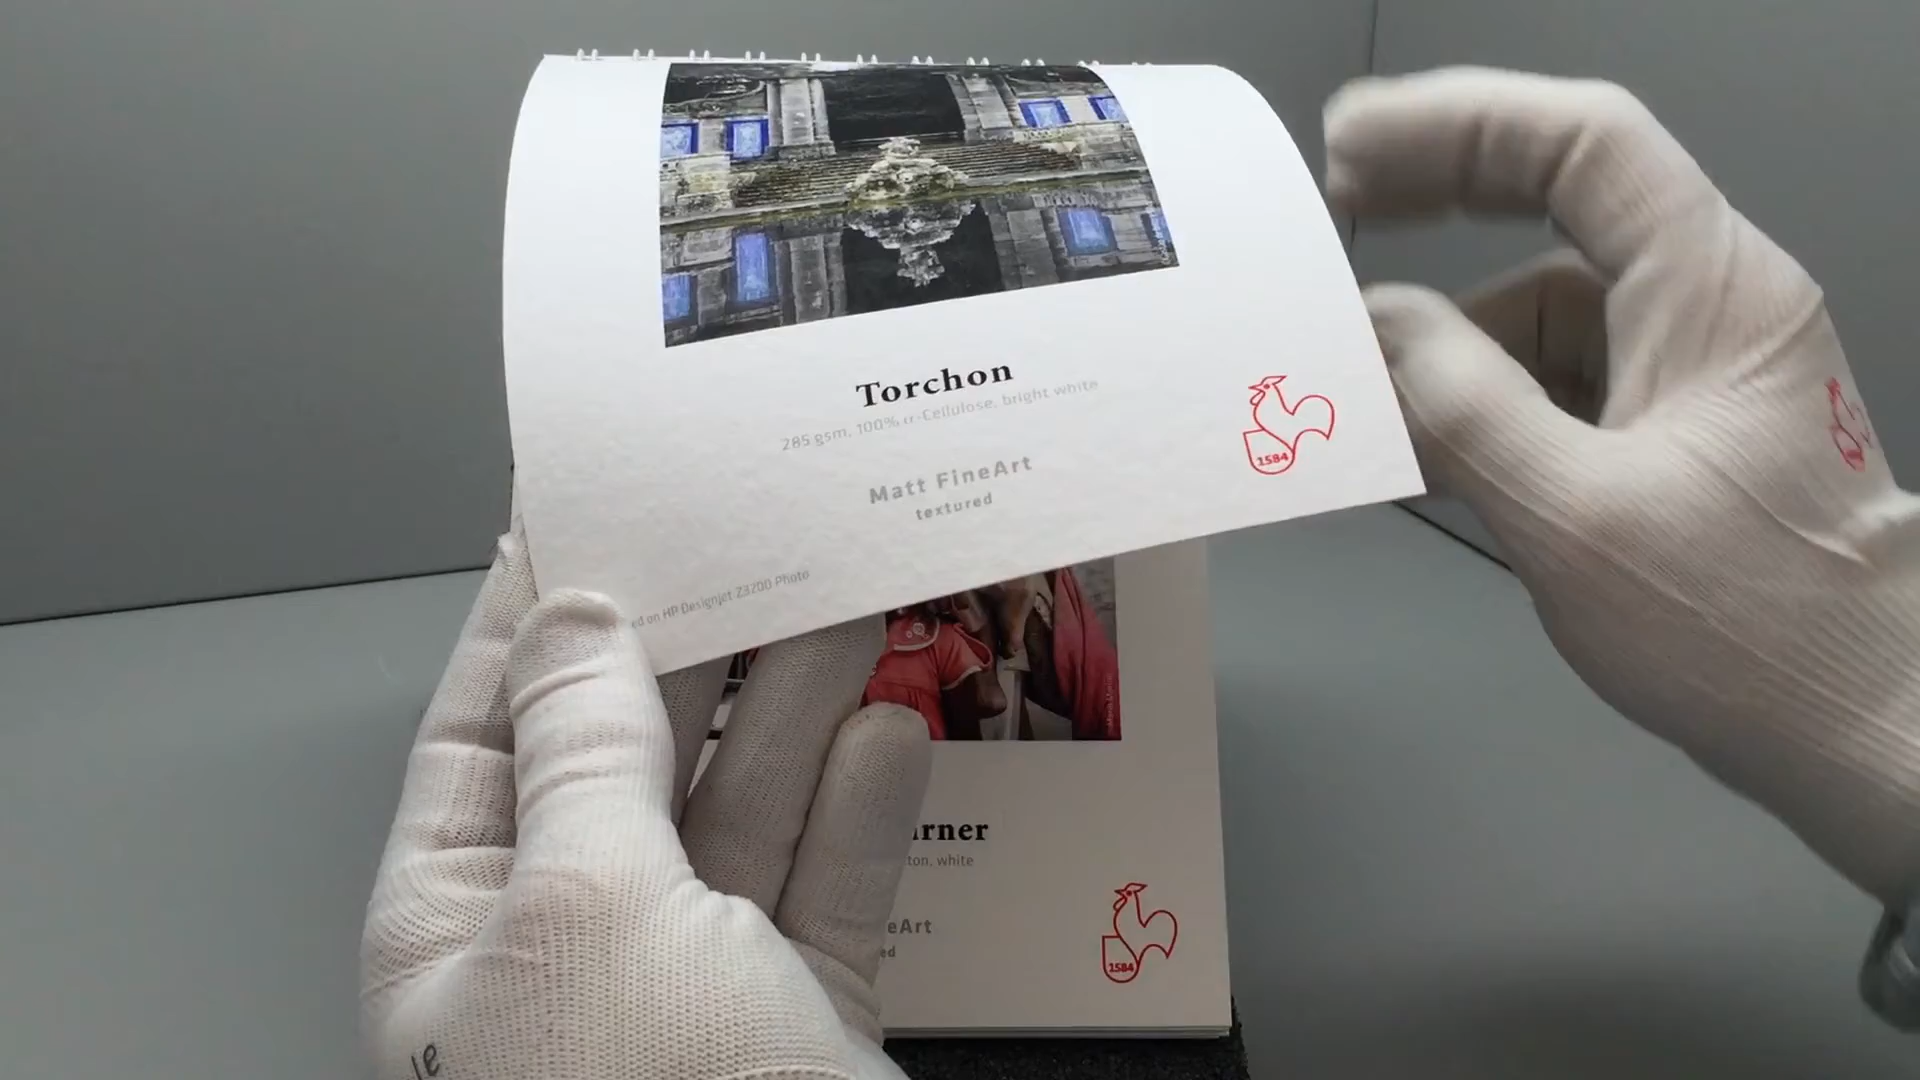 Torchon
285 gsm, 100% α-Cellulose, bright white
Matt FineArt
textured
1584
ed on HP Designjet Z3200 Photo
rner
ton, white
eArt
ed
1584
le